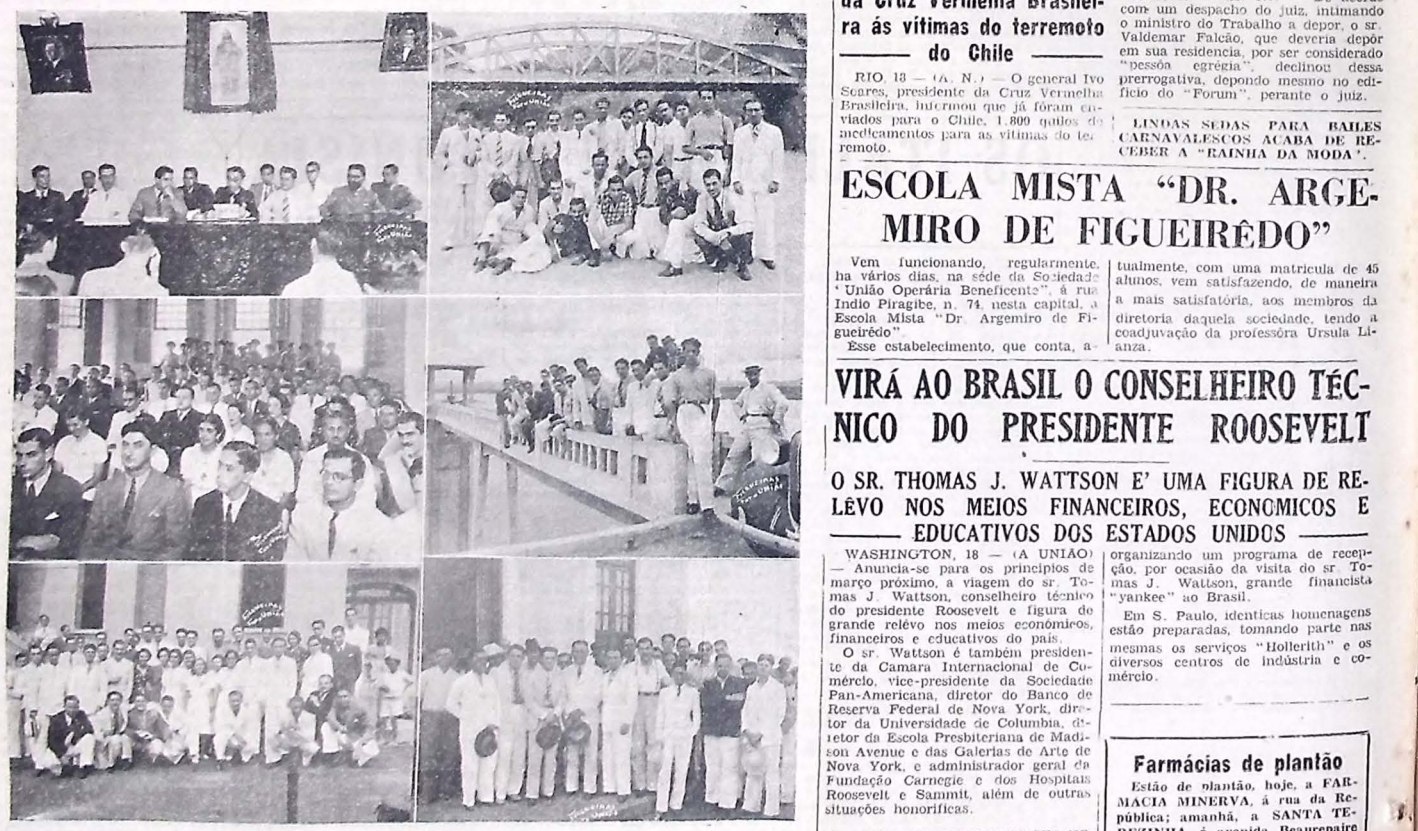 da Cruz Vermelha Brasilei-
ra ás vítimas do terremoto
do Chile
RIO, 18 — (A. N.) — O general Ivo
Soares, presidente da Cruz Vermelha
Brasileira, informou que já fóram en-
viados para o Chile, 1.800 quilos de
medicamentos para as vítimas do ter-
remoto.
com um despacho do juiz, intimando
o ministro do Trabalho a depor, o sr.
Valdemar Falcão, que deveria depôr
em sua residencia, por ser considerado
"pessôa egrégia", declinou dessa
prerrogativa, depondo mesmo no edi-
fício do "Forum", perante o juiz.
LINDAS SEDAS PARA BAILES
CARNAVALESCOS ACABA DE RE-
CEBER A "RAINHA DA MODA".
ESCOLA MISTA "DR. ARGE-
MIRO DE FIGUEIRÊDO"
Vem funcionando, regularmente,
ha vários dias, na séde da Sociedade
"União Operária Beneficente", á rua
Indio Piragibe, n. 74, nesta capital, a
Escola Mista "Dr. Argemiro de Fi-
gueirêdo"
Esse estabelecimento, que conta, a-
tualmente, com uma matricula de 45
alunos, vem satisfazendo, de maneira
a mais satisfatória, aos membros da
diretoria daquela sociedade, tendo a
coadjuvação da professôra Ursula Li-
anza.
VIRÁ AO BRASIL O CONSELHEIRO TÉC-
NICO DO PRESIDENTE ROOSEVELT
O SR. THOMAS J. WATTSON E' UMA FIGURA DE RE-
LÊVO NOS MEIOS FINANCEIROS, ECONOMICOS E
EDUCATIVOS DOS ESTADOS UNIDOS
WASHINGTON, 18 — (A UNIÃO)
— Anuncia-se para os principios de
março próximo, a viagem do sr. To-
mas J. Wattson, conselheiro técnico
do presidente Roosevelt e figura de
grande relêvo nos meios econômicos,
financeiros e educativos do país.
O sr. Wattson é também presiden-
te da Camara Internacional de Co-
mércio, vice-presidente da Sociedade
Pan-Americana, diretor do Banco de
Reserva Federal de Nova York, dire-
tor da Universidade de Columbia, di-
retor da Escola Presbiteriana de Madi-
son Avenue e das Galerias de Arte de
Nova York, e administrador geral da
Fundação Carnegie e dos Hospitais
Roosevelt e Sammit, além de outras
situações honorificas.
organizando um programa de recep-
ção, por ocasião da visita do sr. To-
mas J. Wattson, grande financista
"yankee" ao Brasil.
Em S. Paulo, identicas homenagens
estão preparadas, tomando parte nas
mesmas os serviços "Hollerith" e os
diversos centros de indústria e co-
mércio.
Farmácias de plantão
Estão de plantão, hoje, a FAR-
MACIA MINERVA, á rua da Re-
pública; amanhã, a SANTA TE-